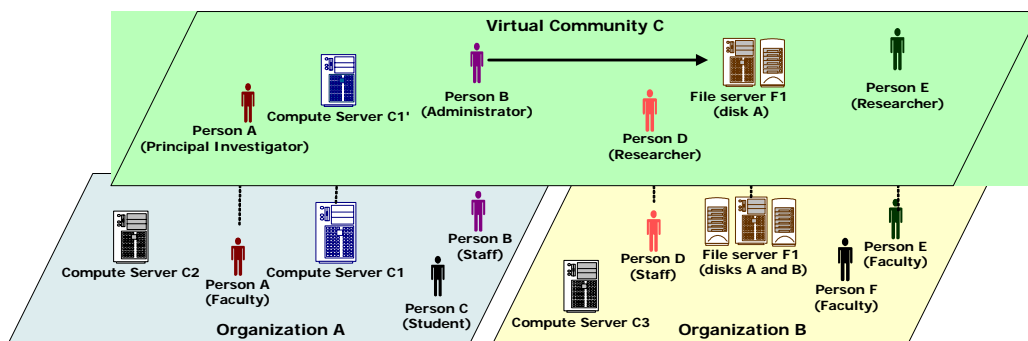 Virtual Community C
Person A
(Principal Investigator)
Compute Server C1'
Person B
(Administrator)
Person D
(Researcher)
File server F1
(disk A)
Person E
(Researcher)
Compute Server C2
Person A
(Faculty)
Compute Server C1
Person B
(Staff)
Person C
(Student)
Organization A
Compute Server C3
Person D
(Staff)
File server F1
(disks A and B)
Person F
(Faculty)
Person E
(Faculty)
Organization B